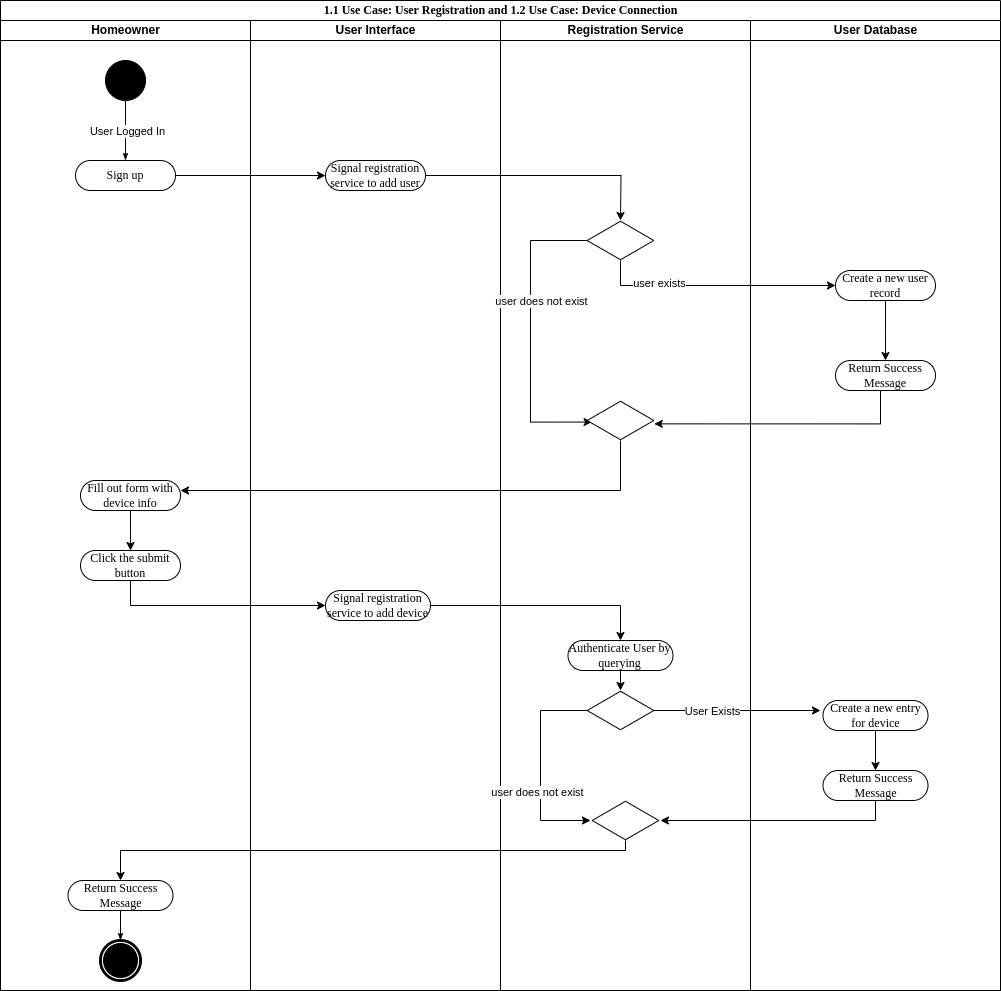 1.1 Use Case: User Registration and 1.2 Use Case: Device Connection
Homeowner
User Interface
Registration Service
User Database
User Logged In
Sign up
Signal registration
service to add user
user exists
user does not exist
Create a new user
record
Return Success
Message
Fill out form with
device info
Click the submit
button
Signal registration
service to add device
Authenticate User by
querying
User Exists
Create a new entry
for device
user does not exist
Return Success
Message
Return Success
Message